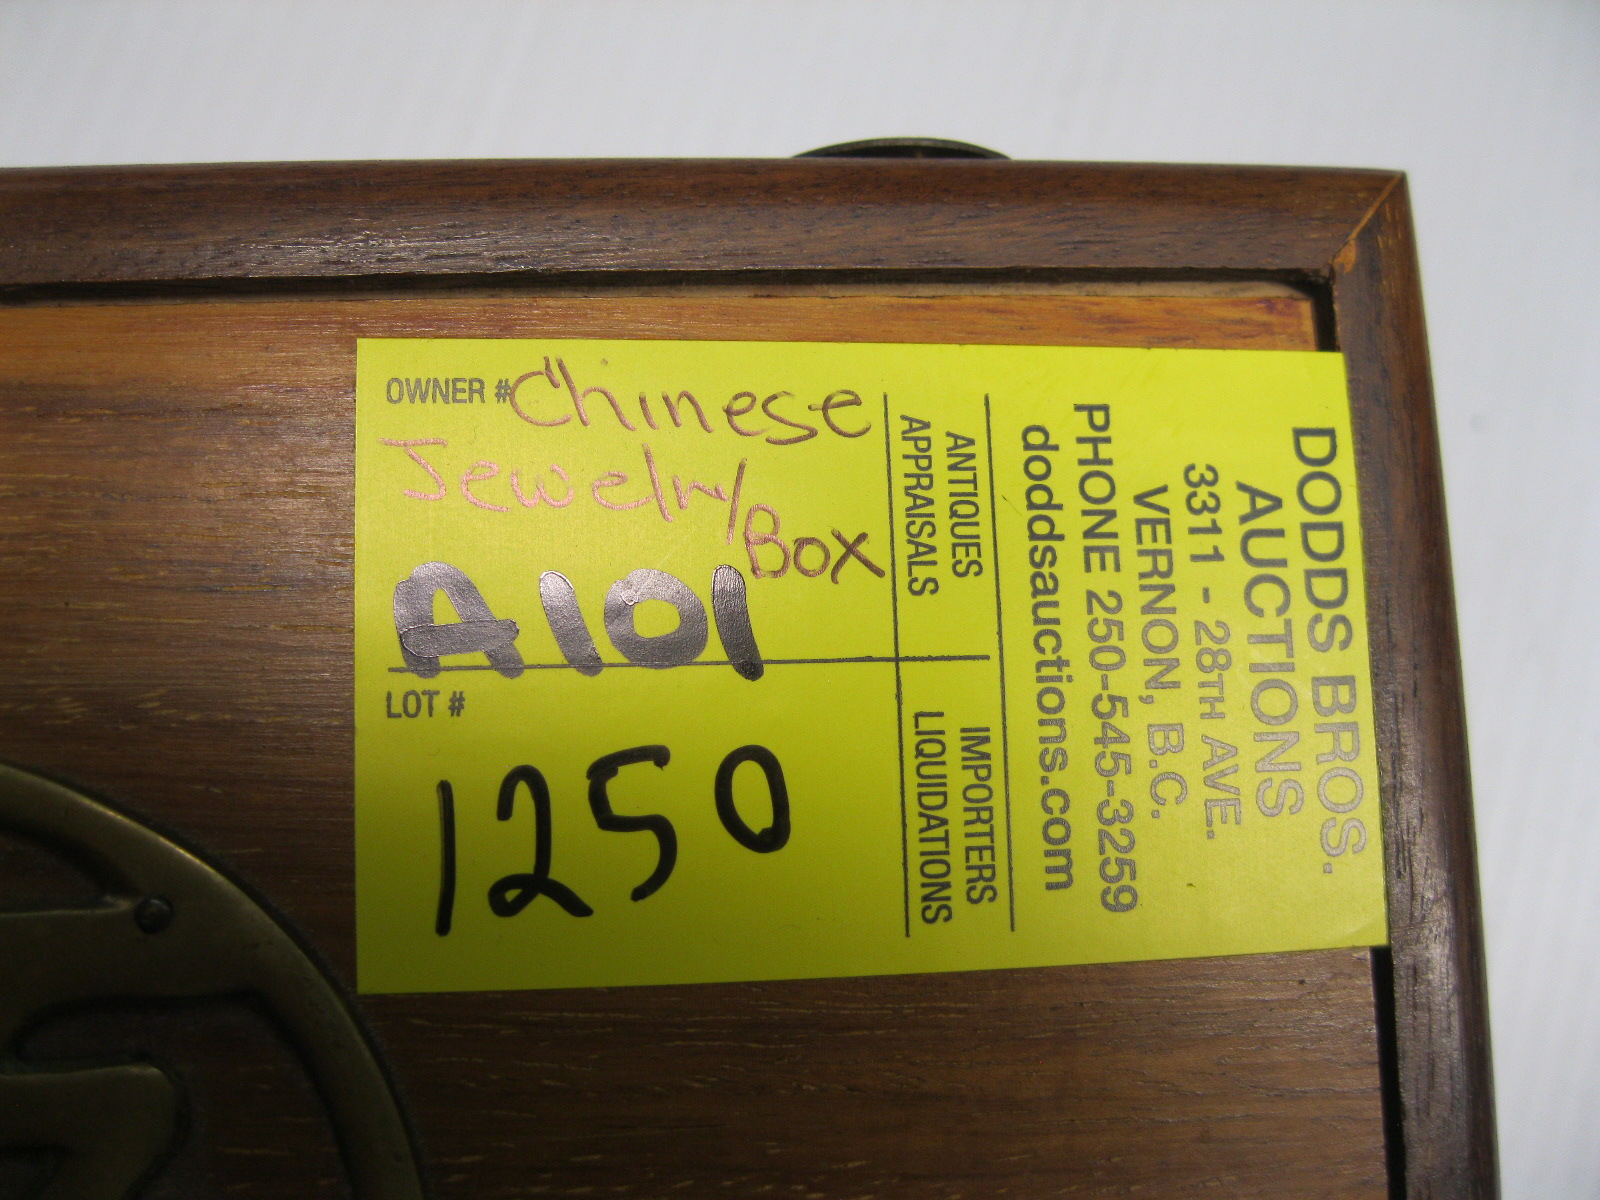 OWNER # Chinese
Jewelry Box
A101
LOT #
1250
ANTIQUES
APPRAISALS
IMPORTERS
LIQUIDATIONS
DODDS BROS.
AUCTIONS
3311 - 28TH AVE.
VERNON, B.C.
PHONE 250-545-3259
doddsauctions.com